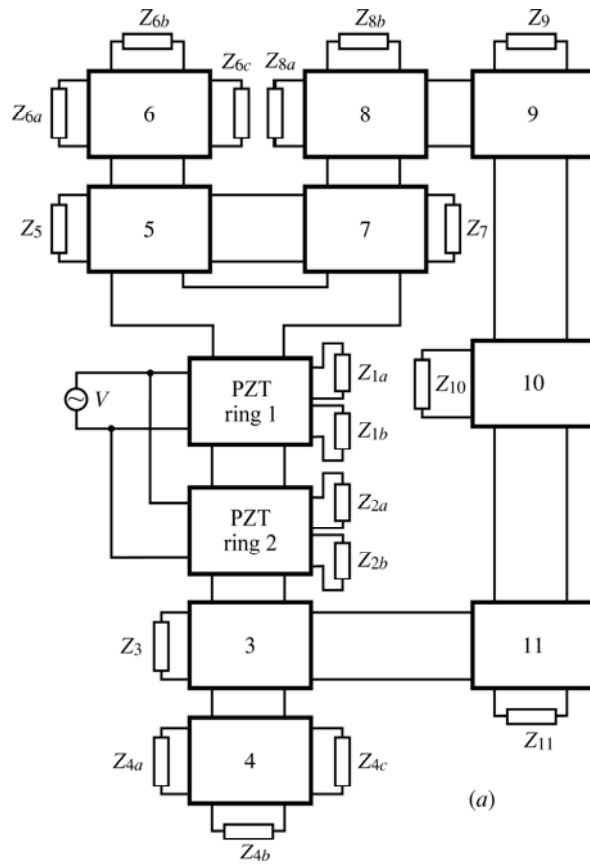 Z6b Z8b Z9
Z6a 6 Z6c Z8a 8 9
Z5 5 7 Z7
V PZT ring 1 Z1a
Z1b
Z10 10
PZT ring 2 Z2a
Z2b
Z3 3 11
Z11
Z4a 4 Z4c
Z4b
(a)